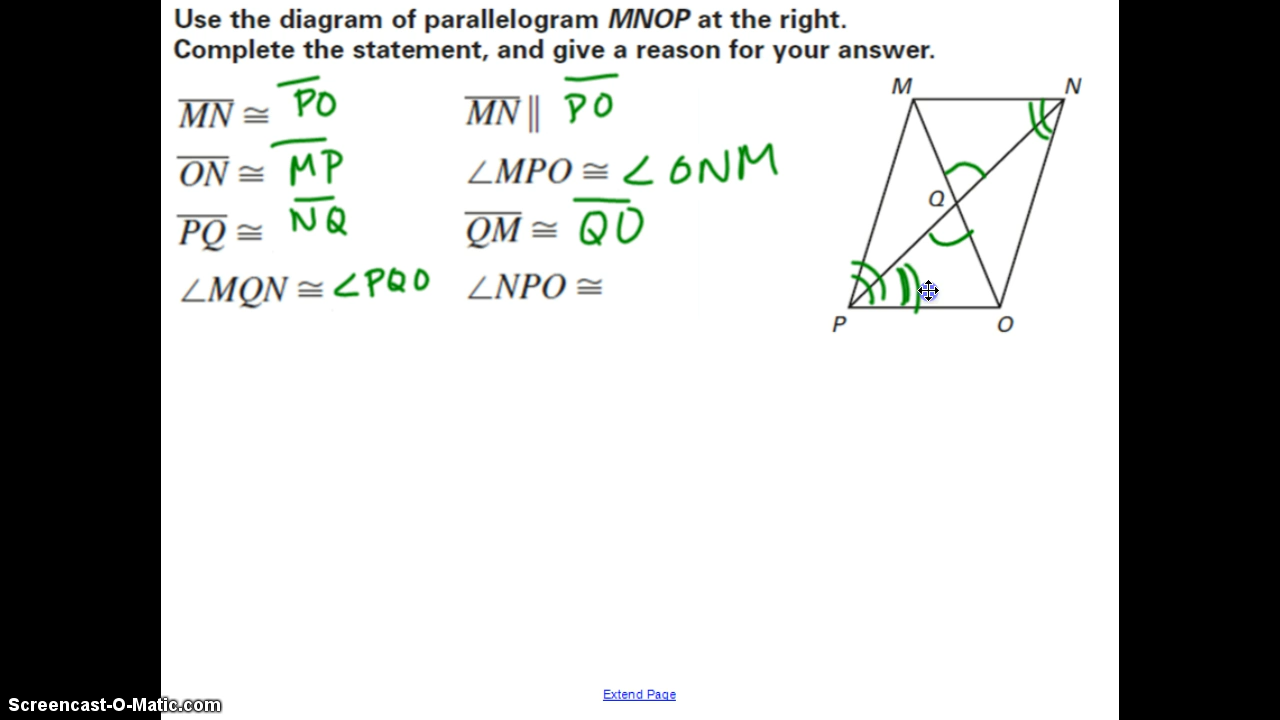 Use the diagram of parallelogram MNOP at the right.
Complete the statement, and give a reason for your answer.
MN ≅ PO
MN ∥ PO
ON ≅ MP
∠MPO ≅ ∠ONM
PQ ≅ NQ
QM ≅ QO
∠MQN ≅ ∠PQO
∠NPO ≅
M
N
Q
P
O
Extend Page
Screencast-O-Matic.com